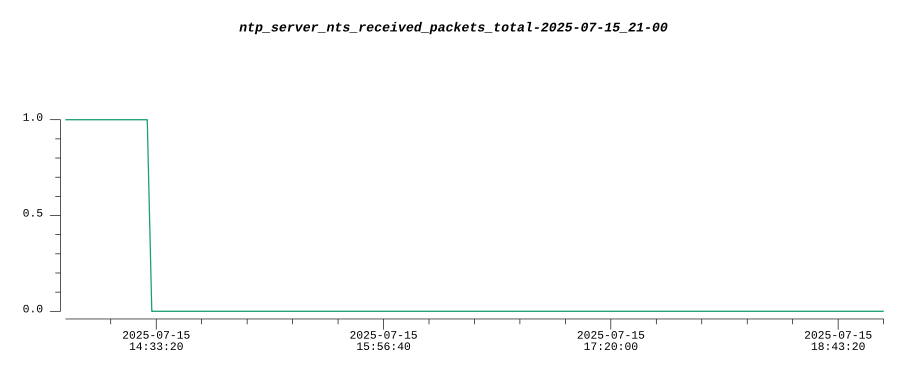 ntp_server_nts_received_packets_total-2025-07-15_21-00
1.0
0.5
0.0
2025-07-15 2025-07-15 2025-07-15 2025-07-15
14:33:20 15:56:40 17:20:00 18:43:20